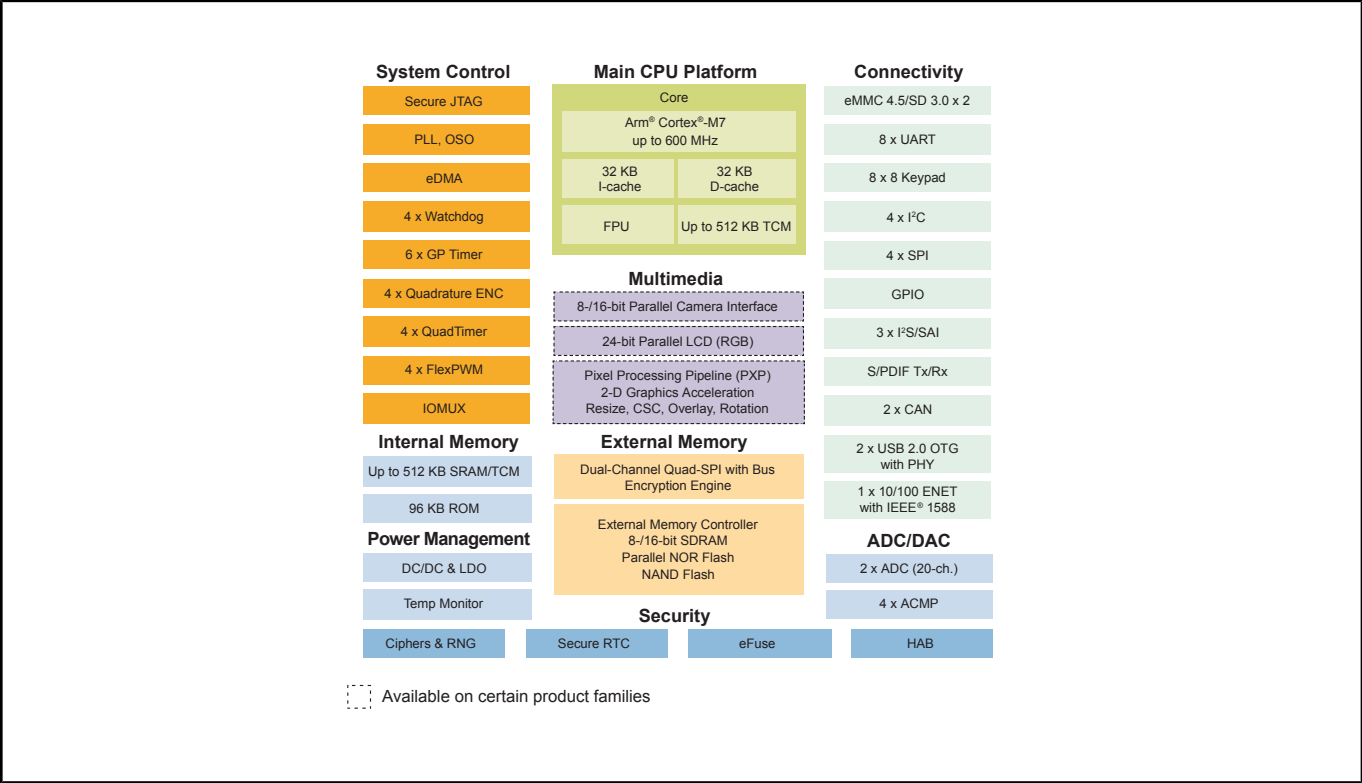 System Control
Secure JTAG
PLL, OSO
eDMA
4 x Watchdog
6 x GP Timer
4 x Quadrature ENC
4 x QuadTimer
4 x FlexPWM
IOMUX
Internal Memory
Up to 512 KB SRAM/TCM
96 KB ROM
Power Management
DC/DC & LDO
Temp Monitor
Main CPU Platform
Core
Arm® Cortex®-M7
up to 600 MHz
32 KB
I-cache
32 KB
D-cache
FPU
Up to 512 KB TCM
Multimedia
8-/16-bit Parallel Camera Interface
24-bit Parallel LCD (RGB)
Pixel Processing Pipeline (PXP)
2-D Graphics Acceleration
Resize, CSC, Overlay, Rotation
External Memory
Dual-Channel Quad-SPI with Bus
Encryption Engine
External Memory Controller
8-/16-bit SDRAM
Parallel NOR Flash
NAND Flash
Connectivity
eMMC 4.5/SD 3.0 x 2
8 x UART
8 x 8 Keypad
4 x I²C
4 x SPI
GPIO
3 x I²S/SAI
S/PDIF Tx/Rx
2 x CAN
2 x USB 2.0 OTG
with PHY
1 x 10/100 ENET
with IEEE® 1588
ADC/DAC
2 x ADC (20-ch.)
4 x ACMP
Security
Ciphers & RNG
Secure RTC
eFuse
HAB
Available on certain product families